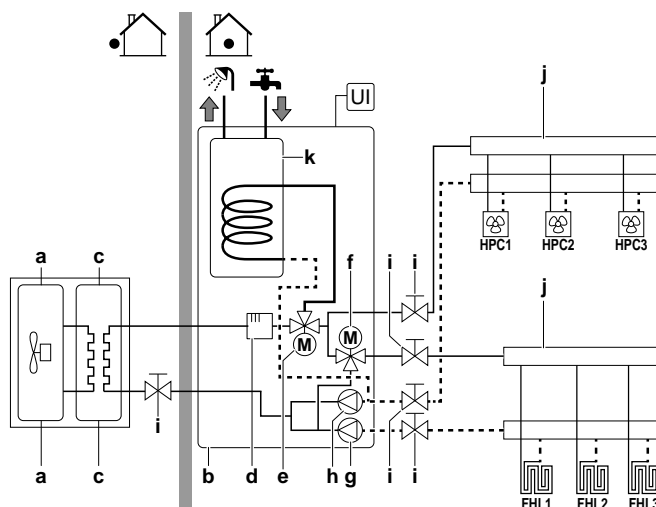 UI
j
k
HPC1 HPC2 HPC3
a c
f i i
j
M
M
i
a c b d e h g i i
FHL1 FHL2 FHL3